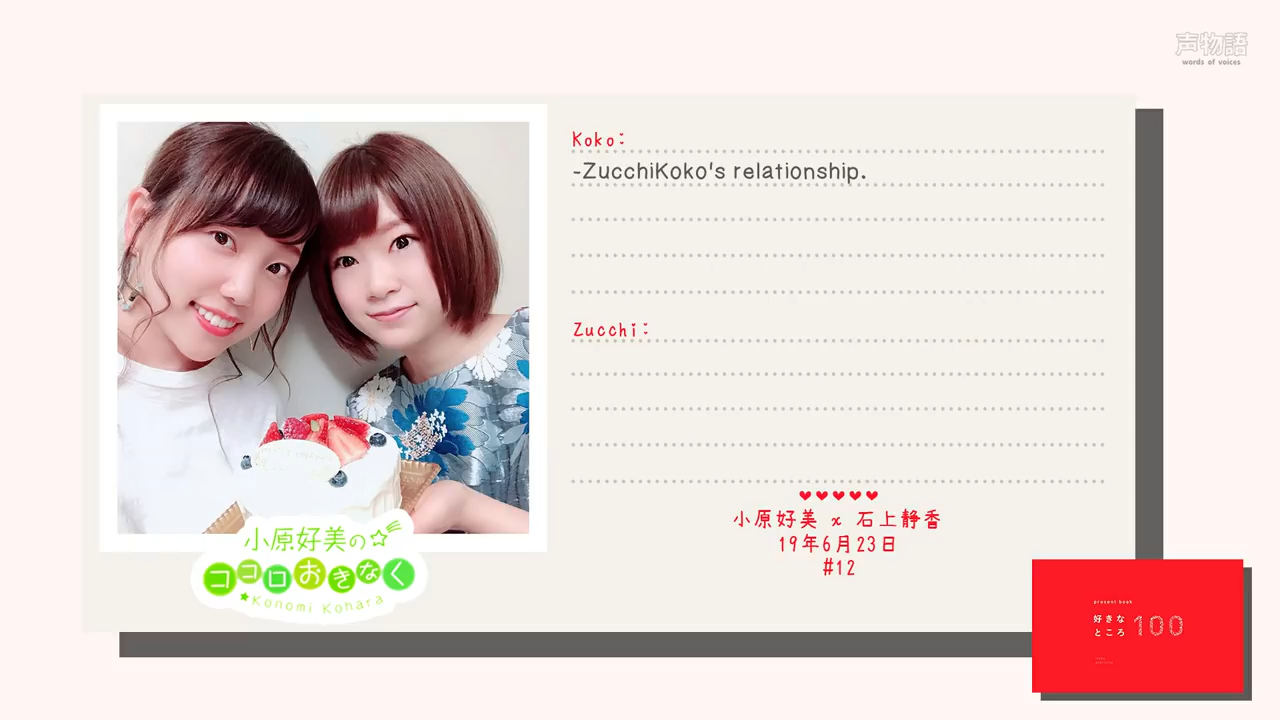 声物語
words of voices
Koko:
-ZucchiKoko's relationship.
Zucchi:
♥♥♥♥♥
小原好美 x 石上静香
19年6月23日
#12
小原好美の☆
ココロおきなく
★Konomi Kohara
present book
好きな
ところ
100